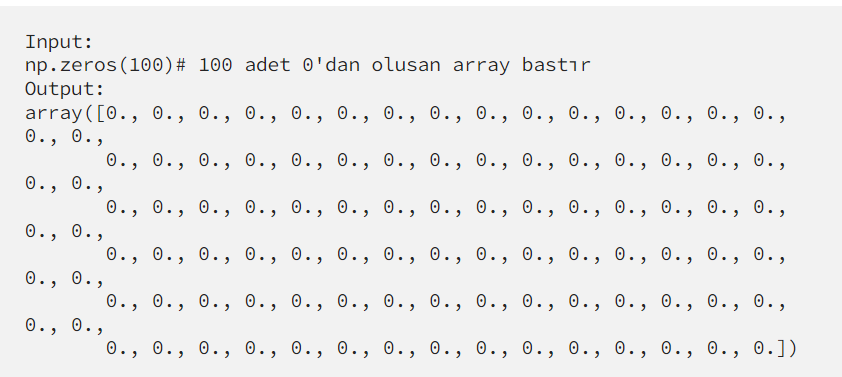 Input:
np.zeros(100)# 100 adet 0'dan olusan array bastır
Output:
array([0., 0., 0., 0., 0., 0., 0., 0., 0., 0., 0., 0., 0., 0., 0.,
0., 0.,
0., 0., 0., 0., 0., 0., 0., 0., 0., 0., 0., 0., 0., 0., 0.,
0., 0.,
0., 0., 0., 0., 0., 0., 0., 0., 0., 0., 0., 0., 0., 0., 0.,
0., 0.,
0., 0., 0., 0., 0., 0., 0., 0., 0., 0., 0., 0., 0., 0., 0.,
0., 0.,
0., 0., 0., 0., 0., 0., 0., 0., 0., 0., 0., 0., 0., 0., 0.,
0., 0.,
0., 0., 0., 0., 0., 0., 0., 0., 0., 0., 0., 0., 0., 0., 0.])